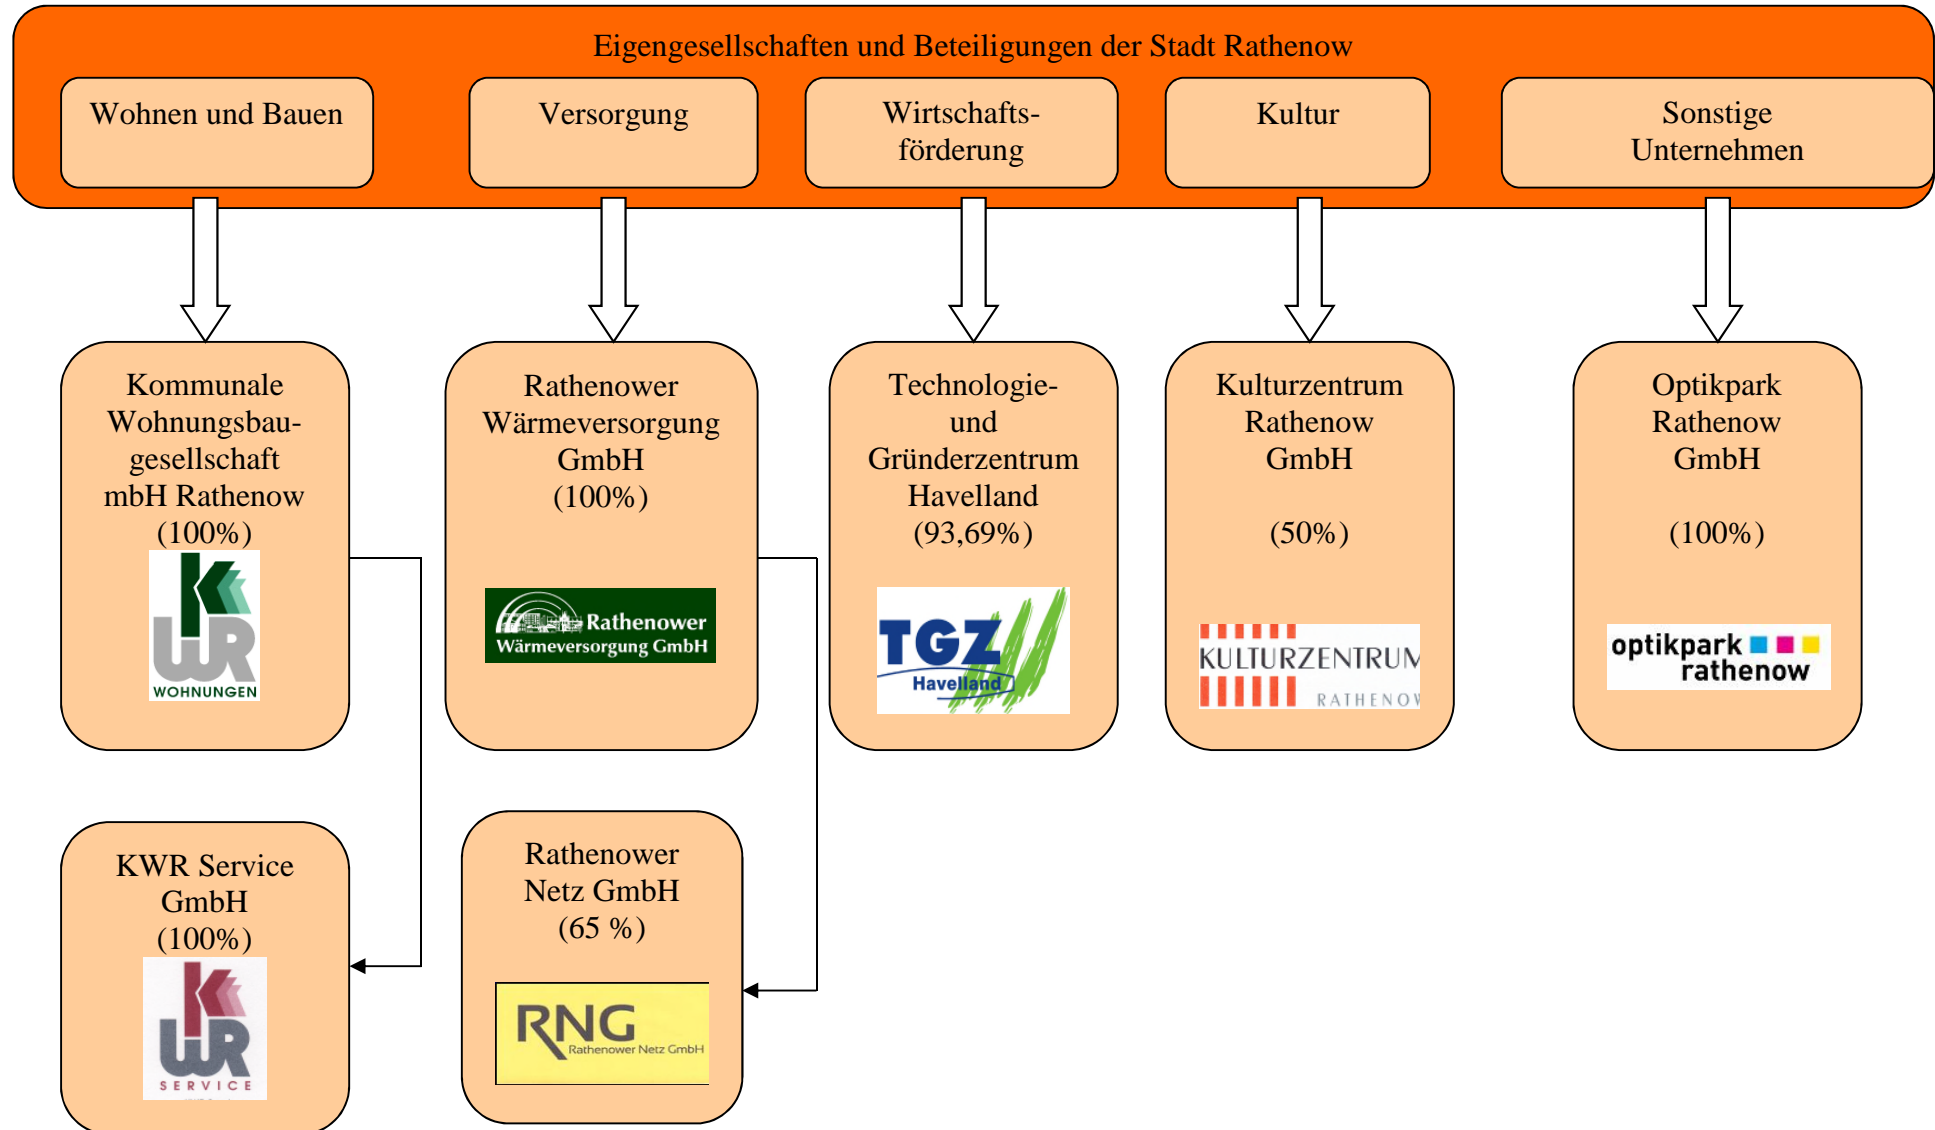 Eigengesellschaften und Beteiligungen der Stadt Rathenow
Wohnen und Bauen
Versorgung
Wirtschafts-
förderung
Kultur
Sonstige
Unternehmen
Kommunale
Wohnungsbau-
gesellschaft
mbH Rathenow
(100%)
KWR
WOHNUNGEN
Rathenower
Wärmeversorgung
GmbH
(100%)
Rathenower
Wärmeversorgung GmbH
Technologie-
und
Gründerzentrum
Havelland
(93,69%)
TGZ
Havelland
Kulturzentrum
Rathenow
GmbH
(50%)
KULTURZENTRUM
RATHENOW
Optikpark
Rathenow
GmbH
(100%)
optikpark
rathenow
KWR Service
GmbH
(100%)
KWR
SERVICE
Rathenower
Netz GmbH
(65 %)
RNG
Rathenower Netz GmbH